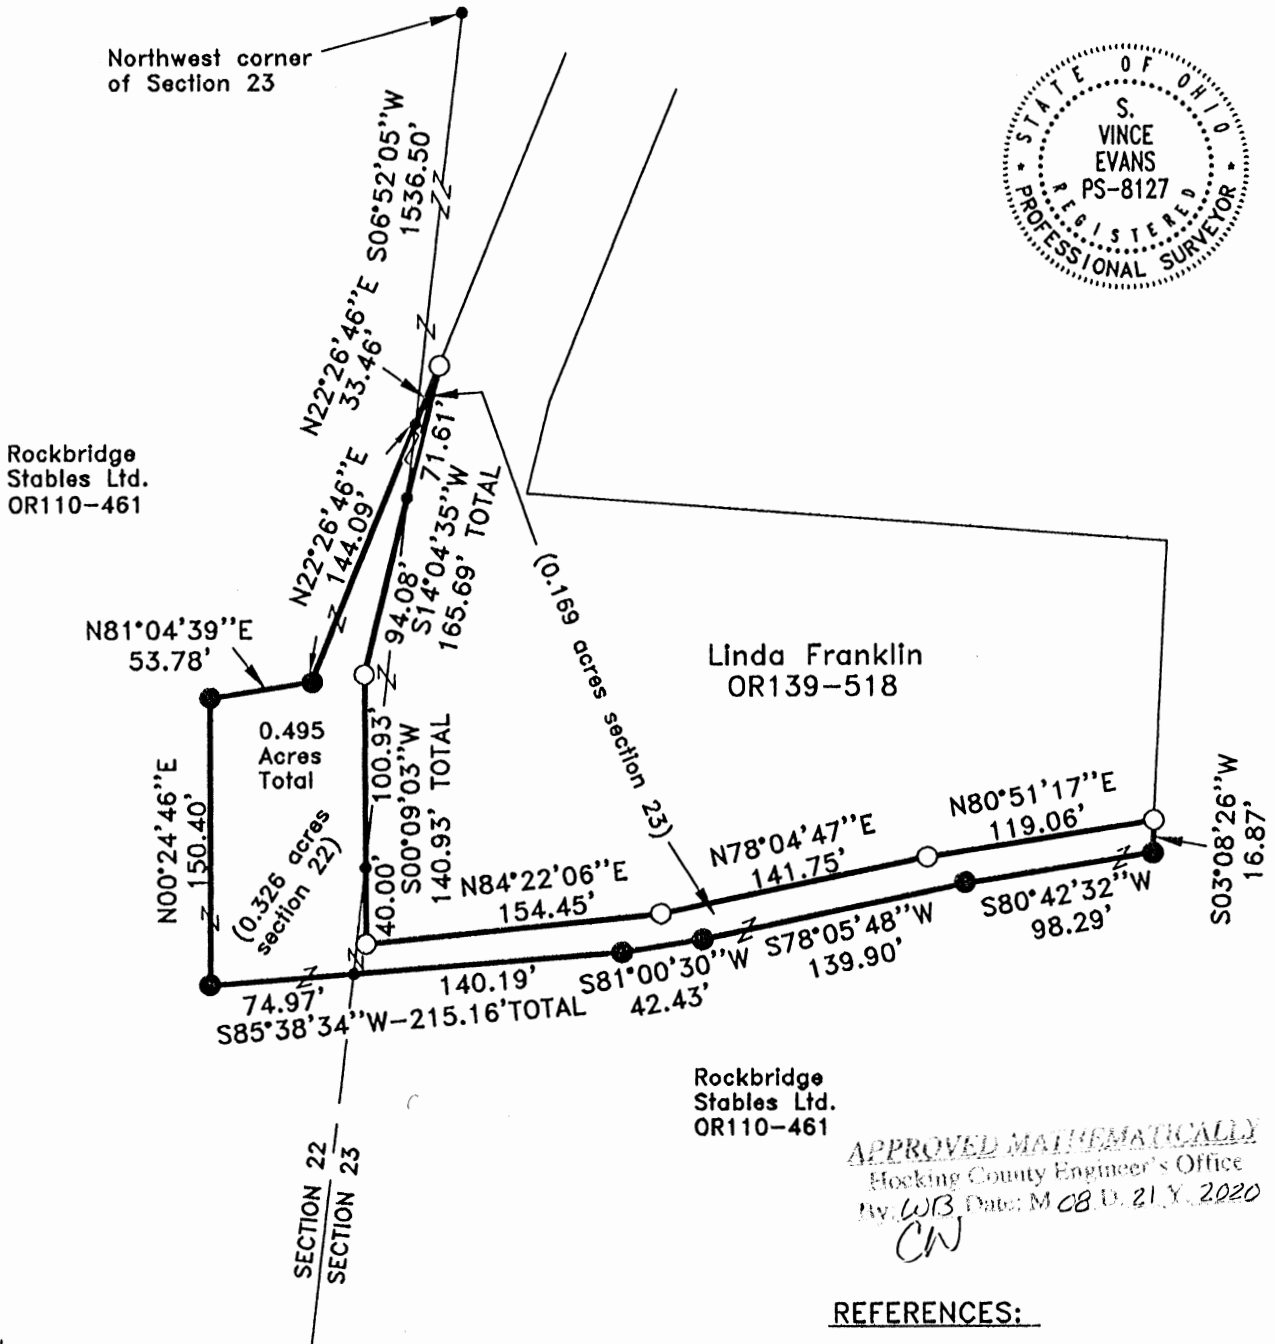 Northwest corner
of Section 23
STATE OF OHIO
S.
VINCE
EVANS
PS-8127
REGISTERED
PROFESSIONAL SURVEYOR
S06°52'05''W
1536.50'
N22°26'46''E
33.46'
Rockbridge
Stables Ltd.
OR110-461
N22°26'46''E
144.09'
71.61'
S14°04'35''W
165.69' TOTAL
94.08'
(0.169 acres section 23)
N81°04'39''E
53.78'
Linda Franklin
OR139-518
0.495
Acres
Total
N00°24'46''E
150.40'
(0.326 acres
section 22)
100.93'
S00°09'03''W
140.93' TOTAL
40.00'
N84°22'06''E
154.45'
N78°04'47''E
141.75'
N80°51'17''E
119.06'
S03°08'26''W
16.87'
74.97'
140.19'
S85°38'34''W-215.16'TOTAL
S81°00'30''W
42.43'
S78°05'48''W
139.90'
S80°42'32''W
98.29'
Rockbridge
Stables Ltd.
OR110-461
SECTION 22
SECTION 23
APPROVED MATHEMATICALLY
Hocking County Engineer's Office
By: WB Date: M 08 D. 21 Y. 2020
CW
REFERENCES: